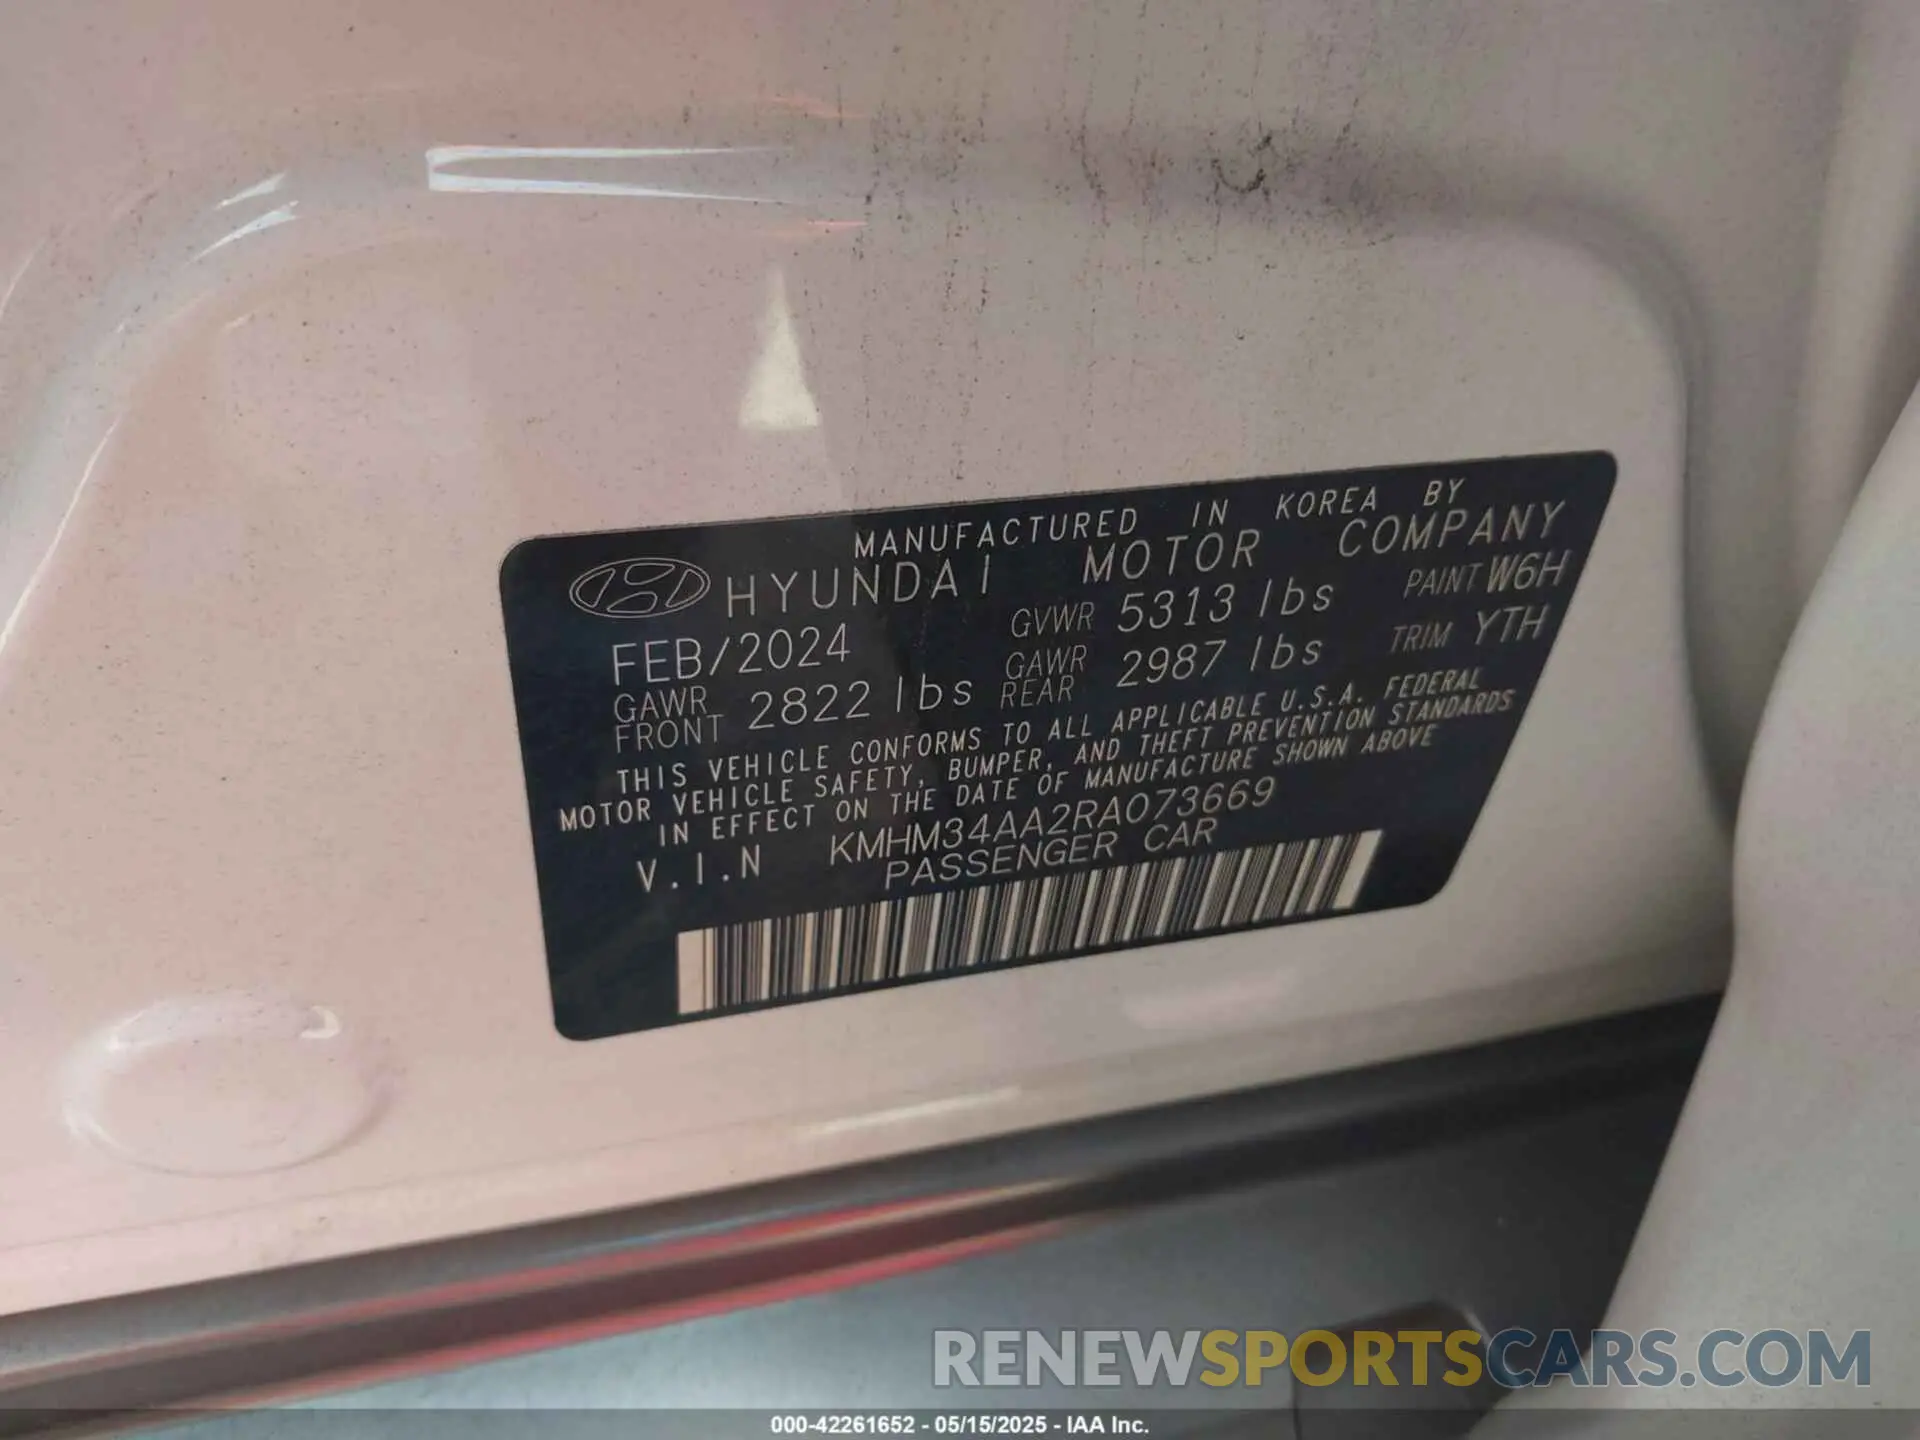 MANUFACTURED IN KOREA BY
HYUNDAI MOTOR COMPANY
FEB/2024 GVWR 5313 lbs PAINT W6H
GAWR FRONT 2822 lbs GAWR REAR 2987 lbs TRIM YTH
THIS VEHICLE CONFORMS TO ALL APPLICABLE U.S.A. FEDERAL
MOTOR VEHICLE SAFETY, BUMPER, AND THEFT PREVENTION STANDARDS
IN EFFECT ON THE DATE OF MANUFACTURE SHOWN ABOVE
V.I.N KMHM34AA2RA073669
PASSENGER CAR
RENEWSPORTSCARS.COM
000-42261652 - 05/15/2025 - IAA Inc.